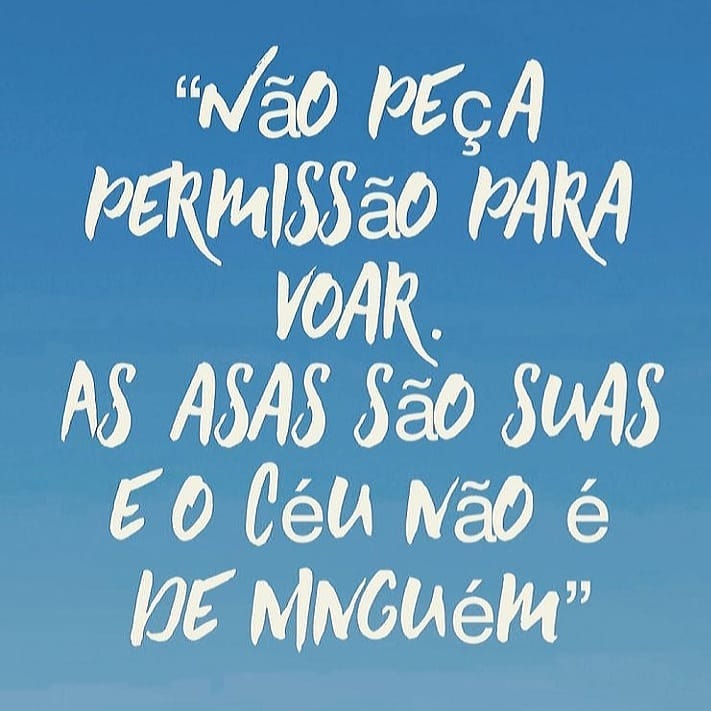 “NãO PEçA
PERMISSãO PARA
VOAR.
AS ASAS SãO SUAS
E O CéU NãO é
DE NINGUéM”